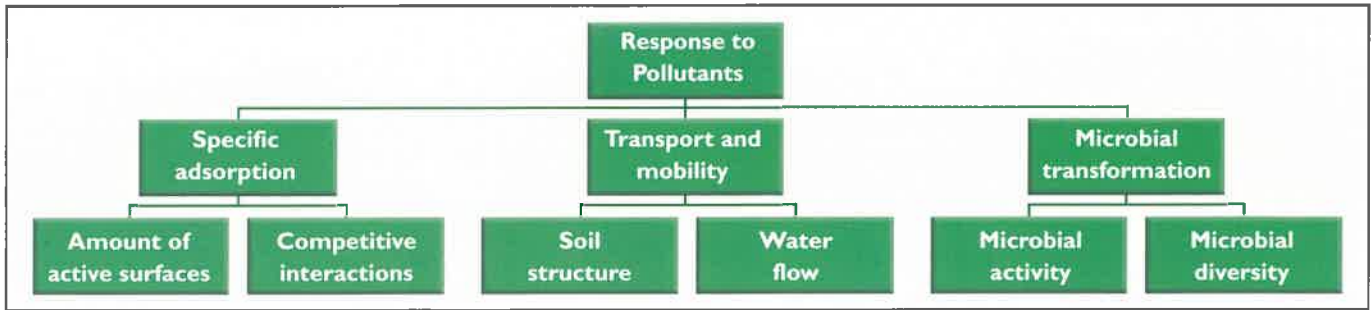 Response to
Pollutants
Specific
adsorption
Transport and
mobility
Microbial
transformation
Amount of
active surfaces
Competitive
interactions
Soil
structure
Water
flow
Microbial
activity
Microbial
diversity